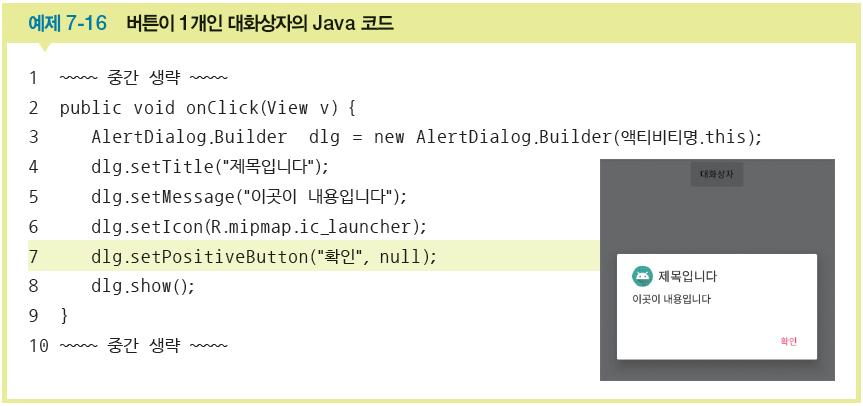 예제 7-16 버튼이 1개인 대화상자의 Java 코드
1 ~~~~~ 중간 생략 ~~~~~
2 public void onClick(View v) {
3 AlertDialog.Builder dlg = new AlertDialog.Builder(액티비티명.this);
4 dlg.setTitle("제목입니다");
5 dlg.setMessage("이곳이 내용입니다");
6 dlg.setIcon(R.mipmap.ic_launcher);
7 dlg.setPositiveButton("확인", null);
8 dlg.show();
9 }
10 ~~~~~ 중간 생략 ~~~~~
대화상자
제목입니다
이곳이 내용입니다
확인